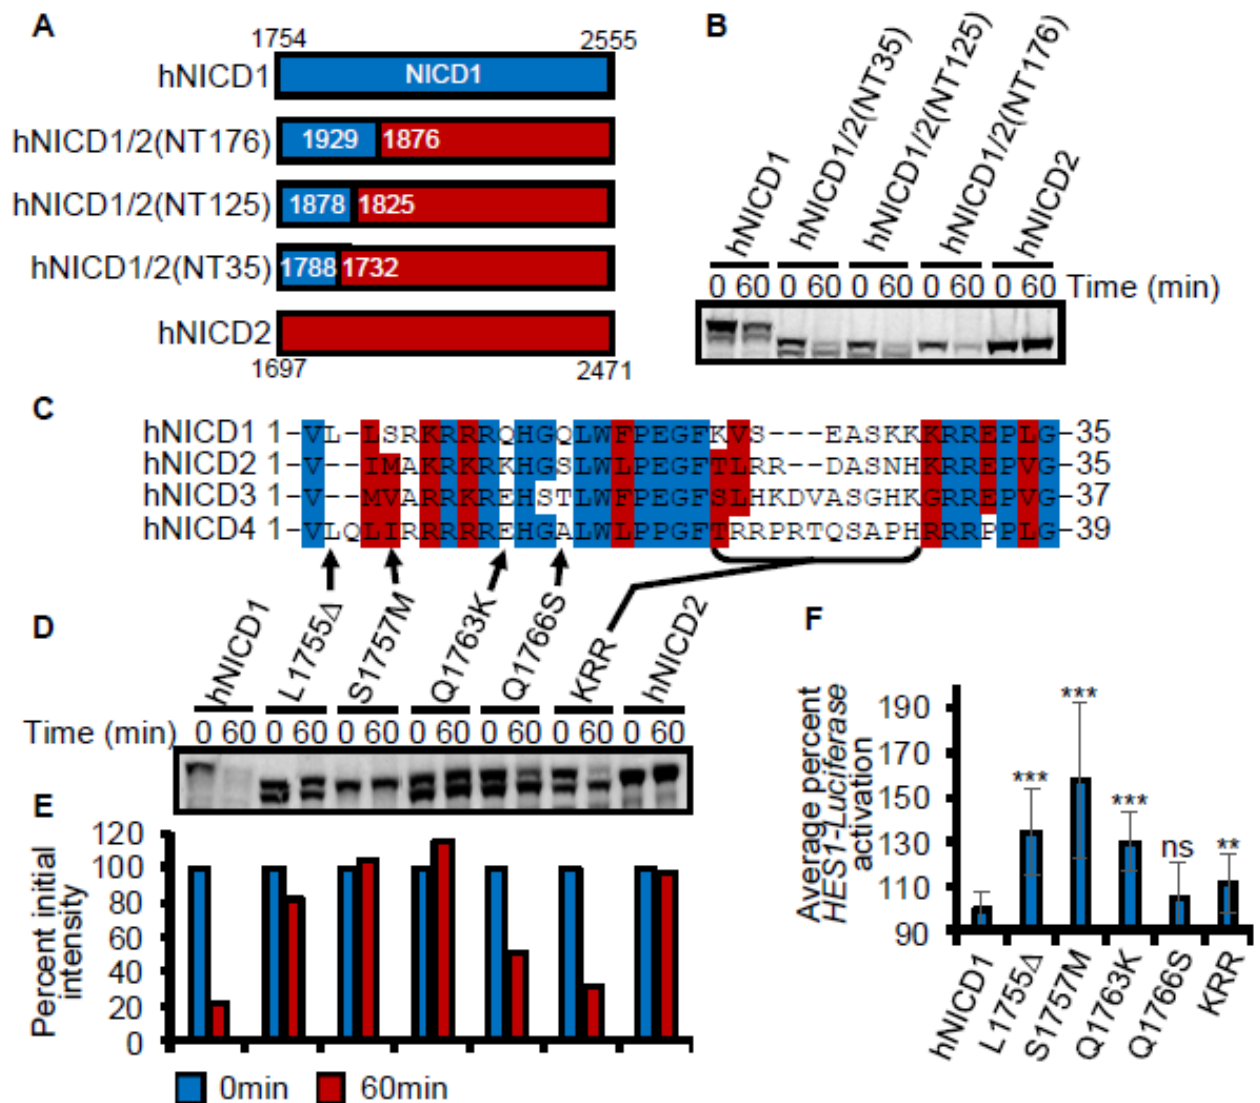 A
1754 2555
hNICD1 NICD1
hNICD1/2(NT176) 1929 1876
hNICD1/2(NT125) 1878 1825
hNICD1/2(NT35) 1788 1732
hNICD2
1697 2471
B
hNICD1 hNICD1/2(NT35) hNICD1/2(NT125) hNICD1/2(NT176) hNICD2
0 60 0 60 0 60 0 60 0 60 Time (min)
C
hNICD1 1-VL-LSRKRRRQHGQLWFPEGFKVS---EASKKKRREPLG-35
hNICD2 1-V--IMAKRKRKHGSLWLPEGFTLRR--DASNHKRREPVG-35
hNICD3 1-V--MVARRKREHSTLWFPEGFSLHKDVASGHKGRREPVG-37
hNICD4 1-VLQLIRRRRREHGALWLPPGFTRRPRTQSAPHRRRPPLG-39
D
hNICD1 L1755Δ S1757M Q1763K Q1766S KRR hNICD2
Time (min) 0 60 0 60 0 60 0 60 0 60 0 60 0 60
E
Percent initial
intensity
120
100
80
60
40
20
0
0min 60min
F
Average percent
HES1-Luciferase
activation
190
170
150
130
110
90
*** *** *** ns **
hNICD1 L1755Δ S1757M Q1763K Q1766S KRR